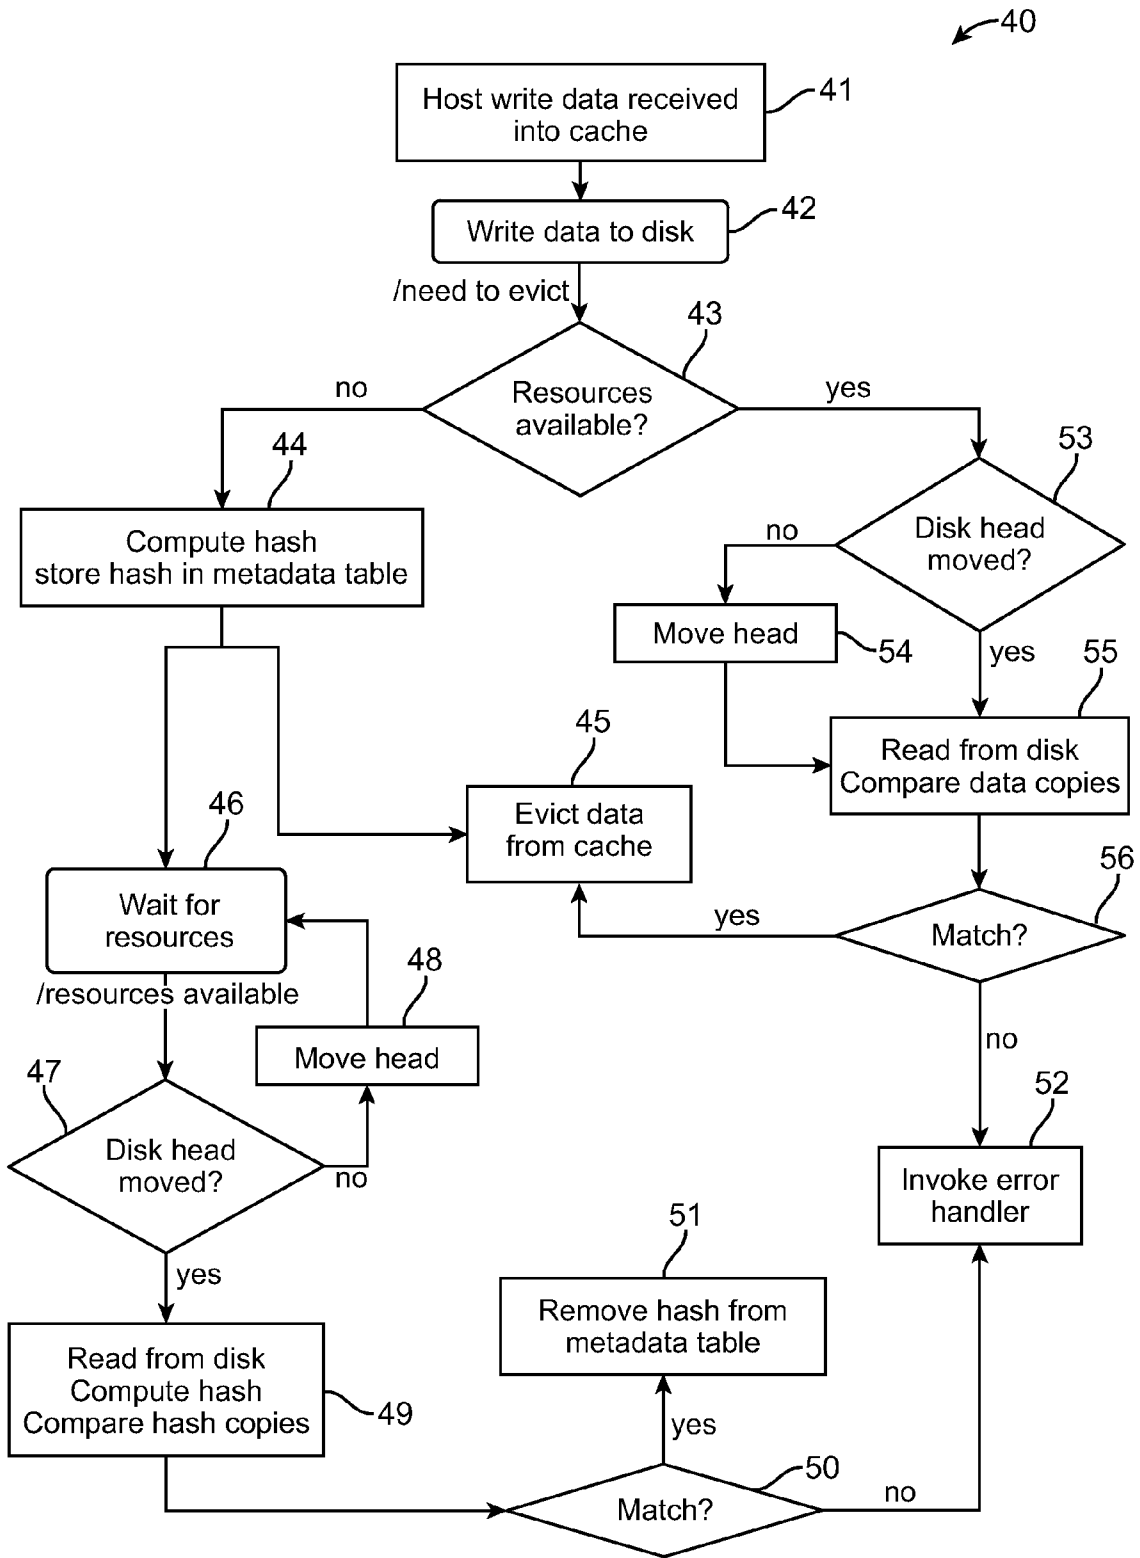 40
Host write data received
into cache
41
Write data to disk
42
/need to evict
43
Resources
available?
no
yes
44
Compute hash
store hash in metadata table
53
Disk head
moved?
no
yes
Move head
54
55
Read from disk
Compare data copies
45
Evict data
from cache
46
Wait for
resources
/resources available
56
Match?
yes
no
48
Move head
47
Disk head
moved?
no
yes
52
Invoke error
handler
51
Remove hash from
metadata table
Read from disk
Compute hash
Compare hash copies
49
yes
50
Match?
no